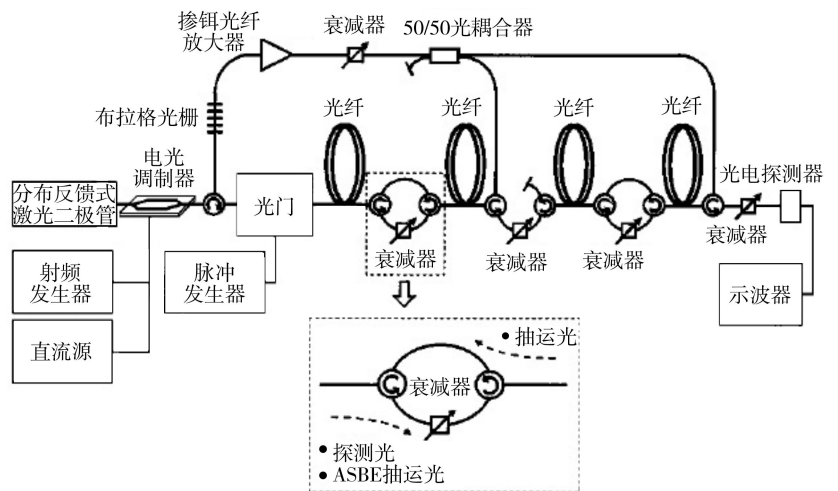 掺铒光纤
放大器
衰减器
50/50光耦合器
布拉格光栅
光纤
光纤
光纤
光纤
电光
调制器
分布反馈式
激光二极管
光门
衰减器
衰减器
衰减器
光电探测器
衰减器
射频
发生器
脉冲
发生器
示波器
直流源
抽运光
衰减器
探测光
ASBE抽运光